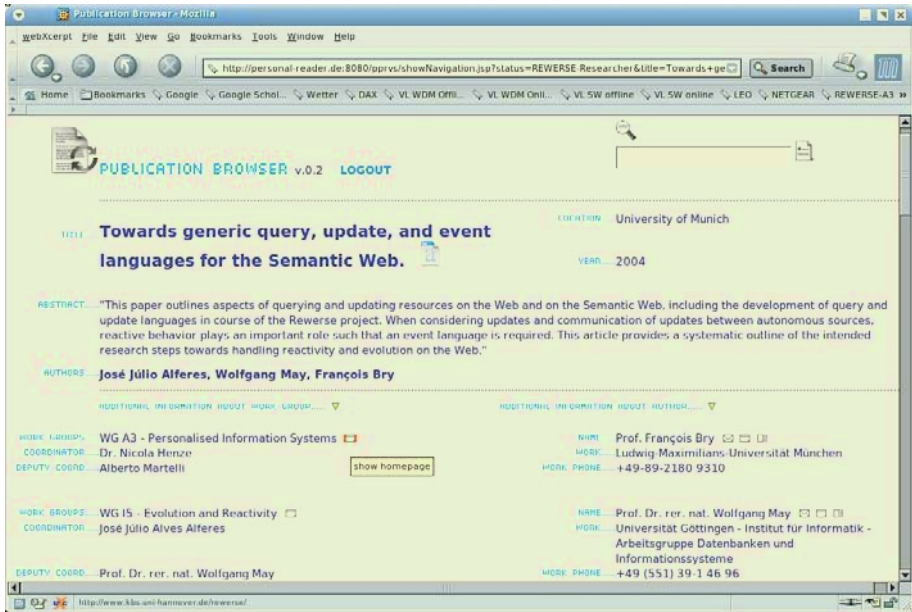 Publication Browser - Mozilla
webXcerpt File Edit View Go Bookmarks Tools Window Help
http://personal-reader.de:8080/pprvs/showNavigation.jsp?status=REWERSE-Researcher&title=Towards+ge
Search
Home Bookmarks Google Google Schol... Wetter DAX VL WDM Offli... VL WDM Onli... VL SW offline VL SW online LEO NETGEAR REWERSE-A3
PUBLICATION BROWSER v.0.2 LOGOUT
TITLE Towards generic query, update, and event
languages for the Semantic Web.
LOCATION University of Munich
YEAR 2004
ABSTRACT "This paper outlines aspects of querying and updating resources on the Web and on the Semantic Web, including the development of query and
update languages in course of the Rewerse project. When considering updates and communication of updates between autonomous sources,
reactive behavior plays an important role such that an event language is required. This article provides a systematic outline of the intended
research steps towards handling reactivity and evolution on the Web."
AUTHORS José Júlio Alferes, Wolfgang May, François Bry
ADDITIONAL INFORMATION ABOUT WORK GROUP.....
WORK GROUPS WG A3 - Personalised Information Systems
COORDINATOR Dr. Nicola Henze
DEPUTY COORD. Alberto Martelli
show homepage
WORK GROUPS WG I5 - Evolution and Reactivity
COORDINATOR José Júlio Alves Alferes
DEPUTY COORD. Prof. Dr. rer. nat. Wolfgang May
ADDITIONAL INFORMATION ABOUT AUTHOR.....
NAME Prof. François Bry
WORK Ludwig-Maximilians-Universität München
WORK PHONE +49-89-2180 9310
NAME Prof. Dr. rer. nat. Wolfgang May
WORK Universität Göttingen - Institut für Informatik -
Arbeitsgruppe Datenbanken und
Informationssysteme
WORK PHONE +49 (551) 39-1 46 96
http://www.kbs.uni-hannover.de/rewerse/